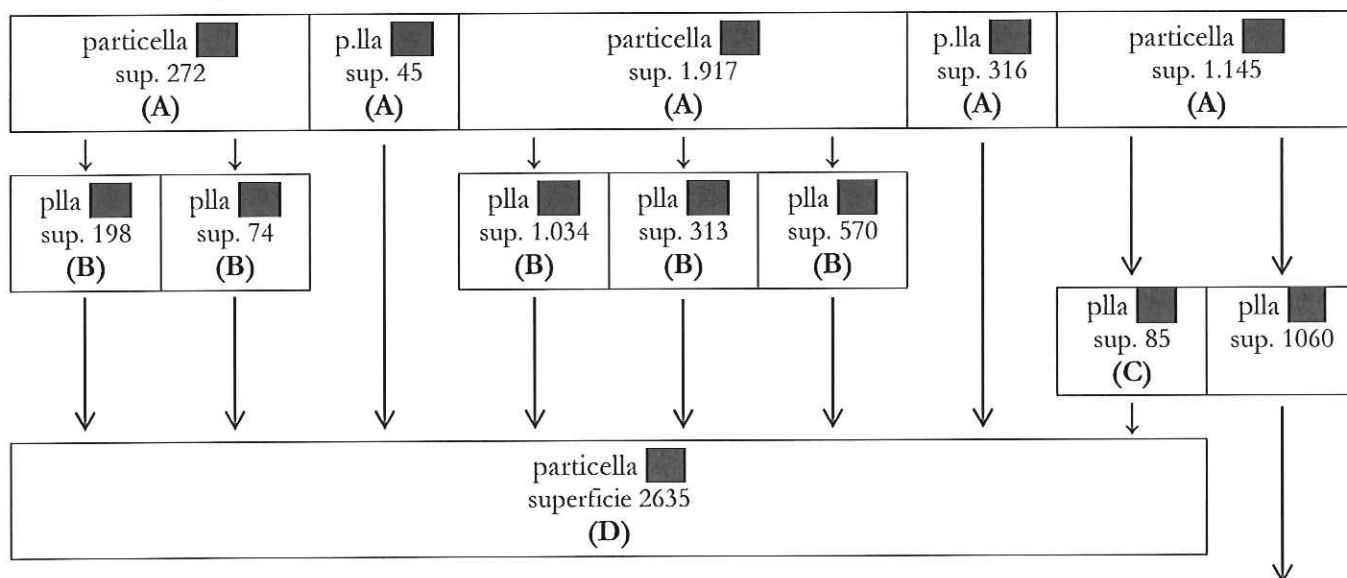 particella
sup. 272
(A)
p.lla
sup. 45
(A)
particella
sup. 1.917
(A)
p.lla
sup. 316
(A)
particella
sup. 1.145
(A)
plla
sup. 198
(B)
plla
sup. 74
(B)
plla
sup. 1.034
(B)
plla
sup. 313
(B)
plla
sup. 570
(B)
plla
sup. 85
(C)
plla
sup. 1060
particella
superficie 2635
(D)